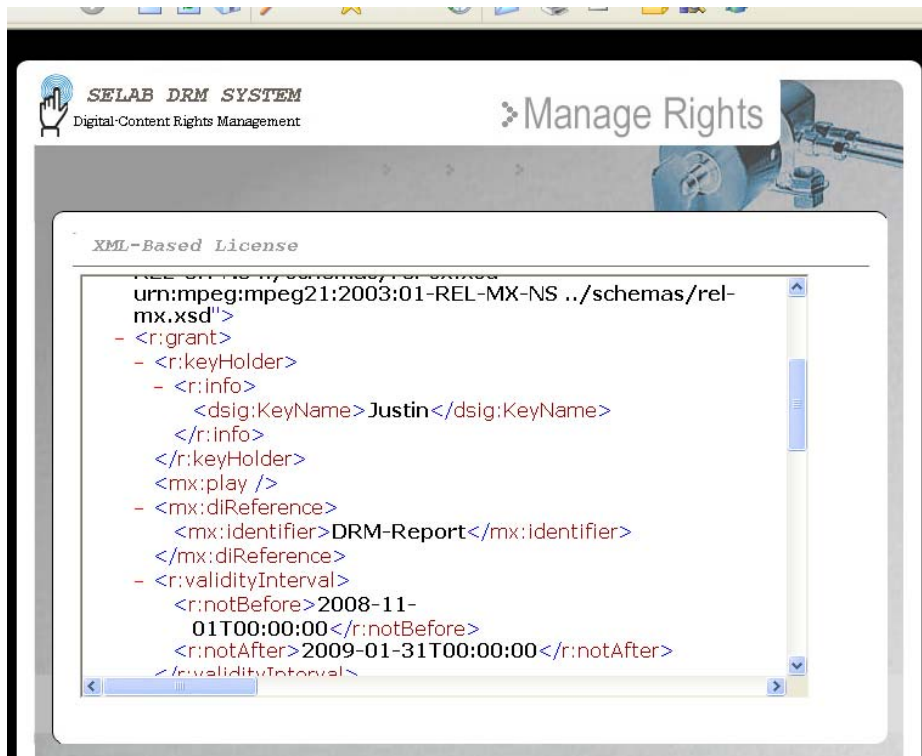 SELAB DRM SYSTEM
Digital-Content Rights Management
Manage Rights
XML-Based License
urn:mpeg:mpeg21:2003:01-REL-MX-NS ../schemas/rel-
mx.xsd">
- <r:grant>
- <r:keyHolder>
- <r:info>
<dsig:KeyName>Justin</dsig:KeyName>
</r:info>
</r:keyHolder>
<mx:play />
- <mx:diReference>
<mx:identifier>DRM-Report</mx:identifier>
</mx:diReference>
- <r:validityInterval>
<r:notBefore>2008-11-
01T00:00:00</r:notBefore>
<r:notAfter>2009-01-31T00:00:00</r:notAfter>
</r:validityInterval>